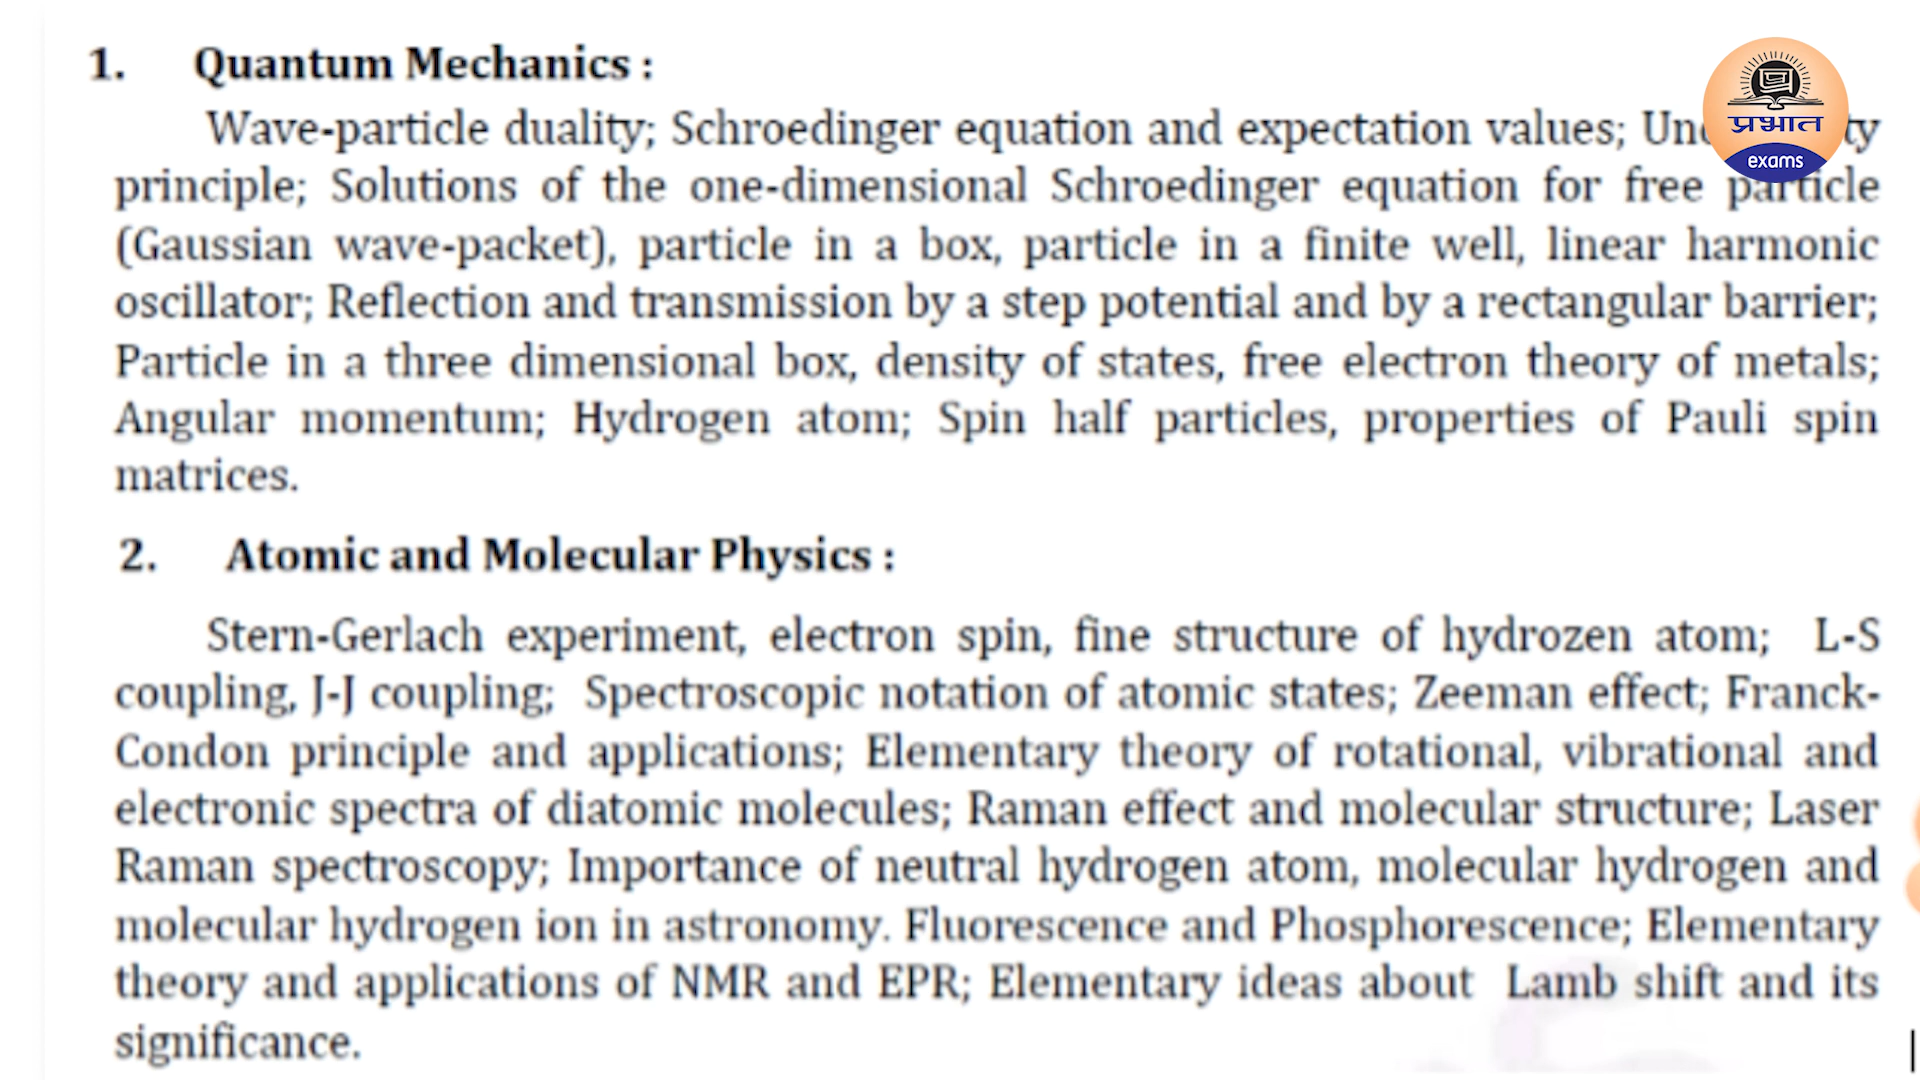 1. Quantum Mechanics :
Wave-particle duality; Schroedinger equation and expectation values;
principle; Solutions of the one-dimensional Schroedinger equation for free particle
(Gaussian wave-packet), particle in a box, particle in a finite well, linear harmonic
oscillator; Reflection and transmission by a step potential and by a rectangular barrier;
Particle in a three dimensional box, density of states, free electron theory of metals;
Angular momentum; Hydrogen atom; Spin half particles, properties of Pauli spin
matrices.
2. Atomic and Molecular Physics :
Stern-Gerlach experiment, electron spin, fine structure of hydrozen atom; L-S
coupling, J-J coupling; Spectroscopic notation of atomic states; Zeeman effect; Franck-
Condon principle and applications; Elementary theory of rotational, vibrational and
electronic spectra of diatomic molecules; Raman effect and molecular structure; Laser
Raman spectroscopy; Importance of neutral hydrogen atom, molecular hydrogen and
molecular hydrogen ion in astronomy. Fluorescence and Phosphorescence; Elementary
theory and applications of NMR and EPR; Elementary ideas about Lamb shift and its
significance.
प्रभात
exams